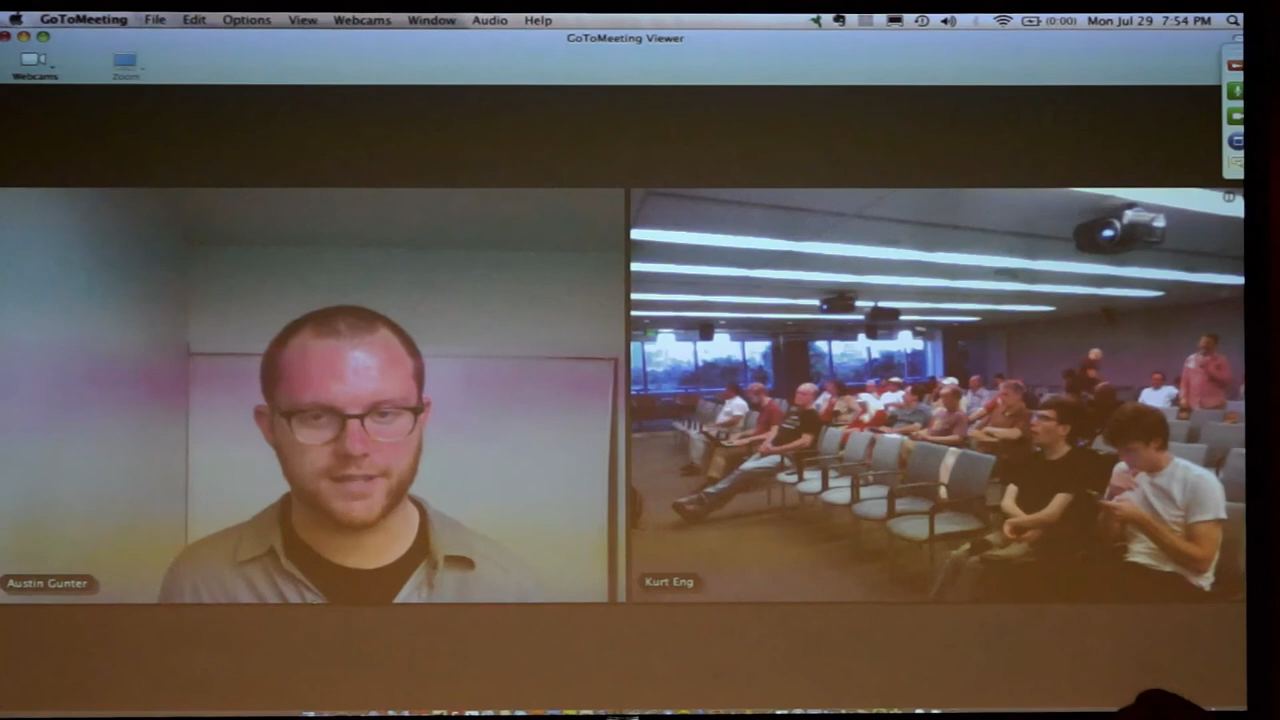 GoToMeeting File Edit Options View Webcams Window Audio Help (0:00) Mon Jul 29 7:54 PM
GoToMeeting Viewer
Webcams Zoom
Austin Gunter
Kurt Eng